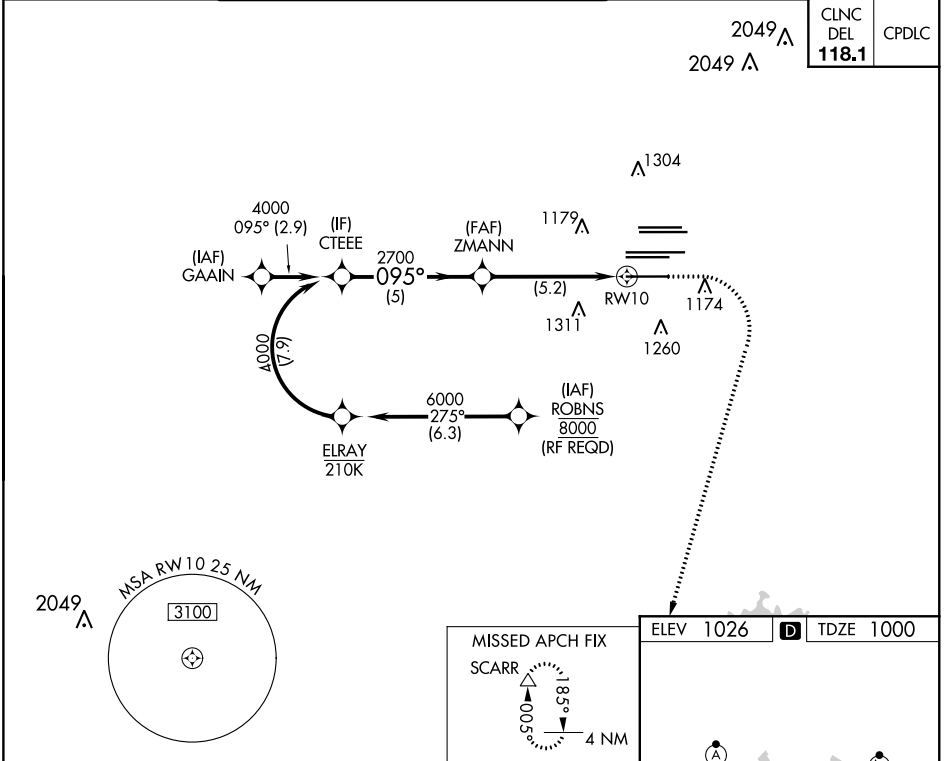 2049
2049
CLNC
DEL
118.1
CPDLC
1304
4000
095° (2.9)
(IF)
CTEEE
(FAF)
ZMANN
1179
(IAF)
GAAIN
2700
095°
(5)
(5.2)
RW10
1174
1311
1260
4000
(7.9)
6000
275°
(6.3)
(IAF)
ROBNS
8000
(RF REQD)
ELRAY
210K
MSA RW10 25 NM
3100
2049
MISSED APCH FIX
SCARR
185°
005°
4 NM
ELEV 1026 D TDZE 1000
A